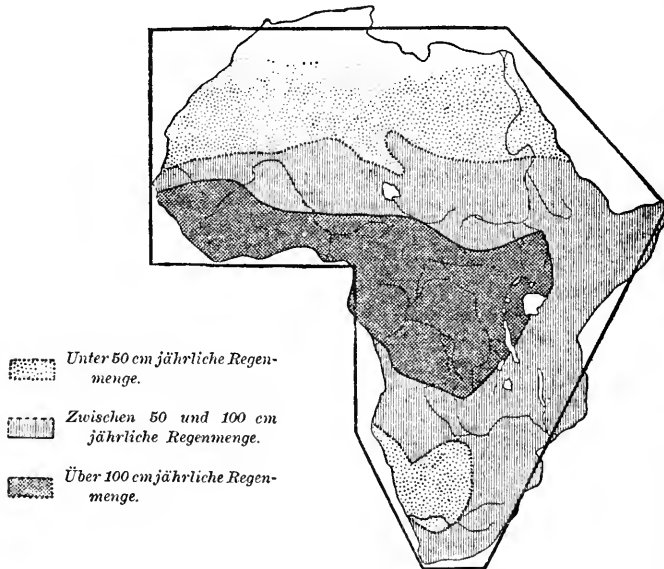 Unter 50 cm jährliche Regen-
menge.
Zwischen 50 und 100 cm
jährliche Regenmenge.
Über 100 cm jährliche Regen-
menge.